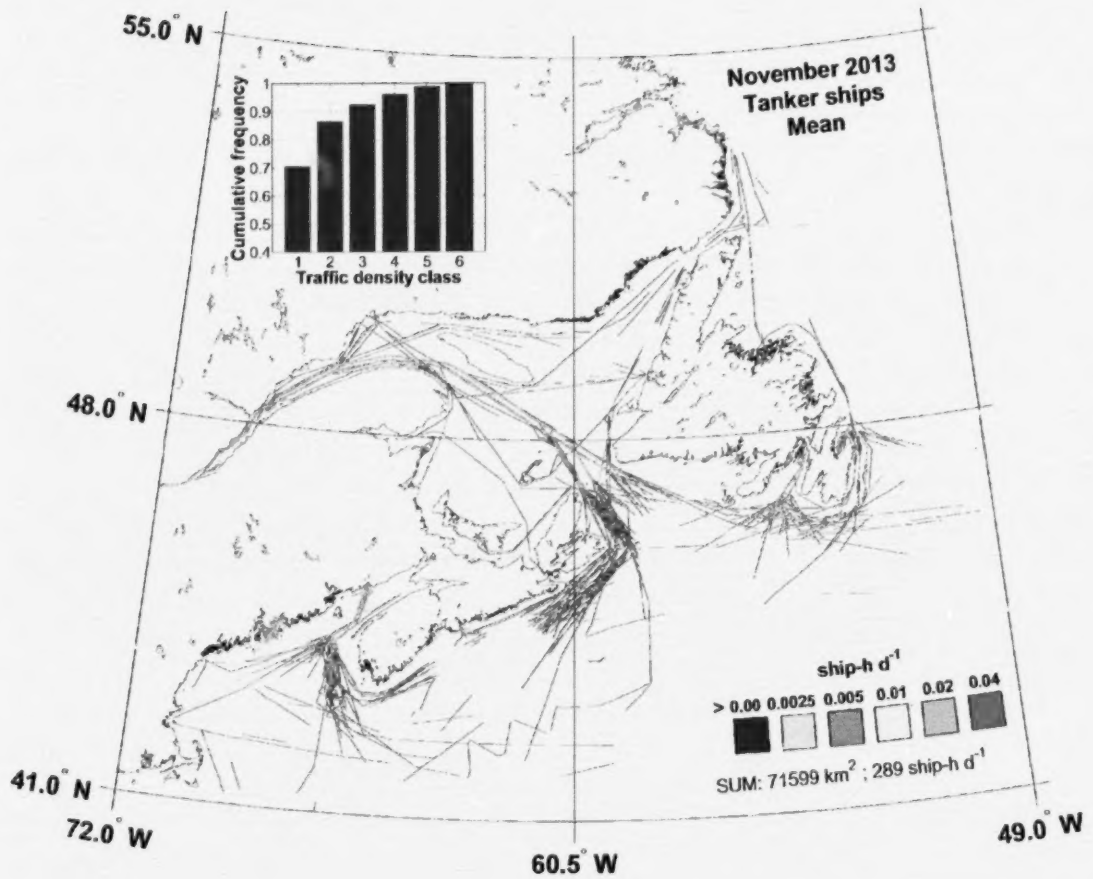 55.0° N
November 2013
Tanker ships
Mean
Cumulative frequency
1
0.9
0.8
0.7
0.6
0.5
0.4
1 2 3 4 5 6
Traffic density class
48.0° N
ship-h d⁻¹
> 0.00 0.0025 0.005 0.01 0.02 0.04
SUM: 71599 km² ; 289 ship-h d⁻¹
41.0° N
72.0° W
60.5° W
49.0° W